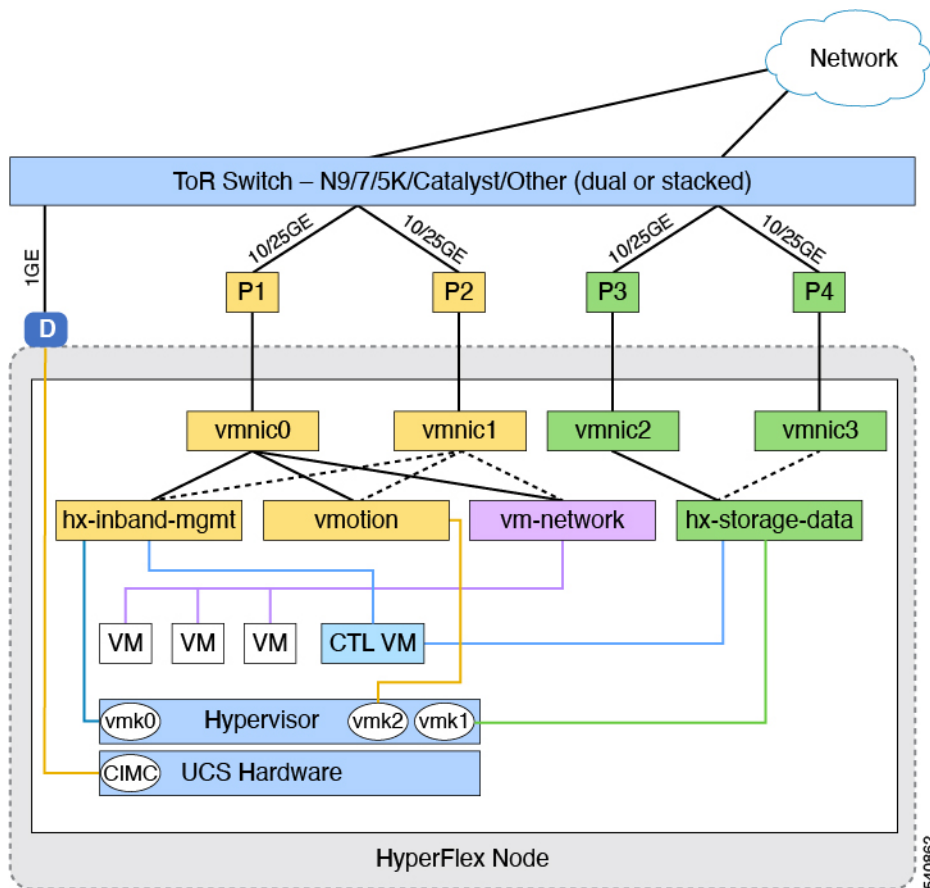 Network
ToR Switch – N9/7/5K/Catalyst/Other (dual or stacked)
1GE
10/25GE
10/25GE
10/25GE
10/25GE
P1
P2
P3
P4
D
vmnic0
vmnic1
vmnic2
vmnic3
hx-inband-mgmt
vmotion
vm-network
hx-storage-data
VM
VM
VM
CTL VM
vmk0
Hypervisor
vmk2
vmk1
CIMC
UCS Hardware
HyperFlex Node